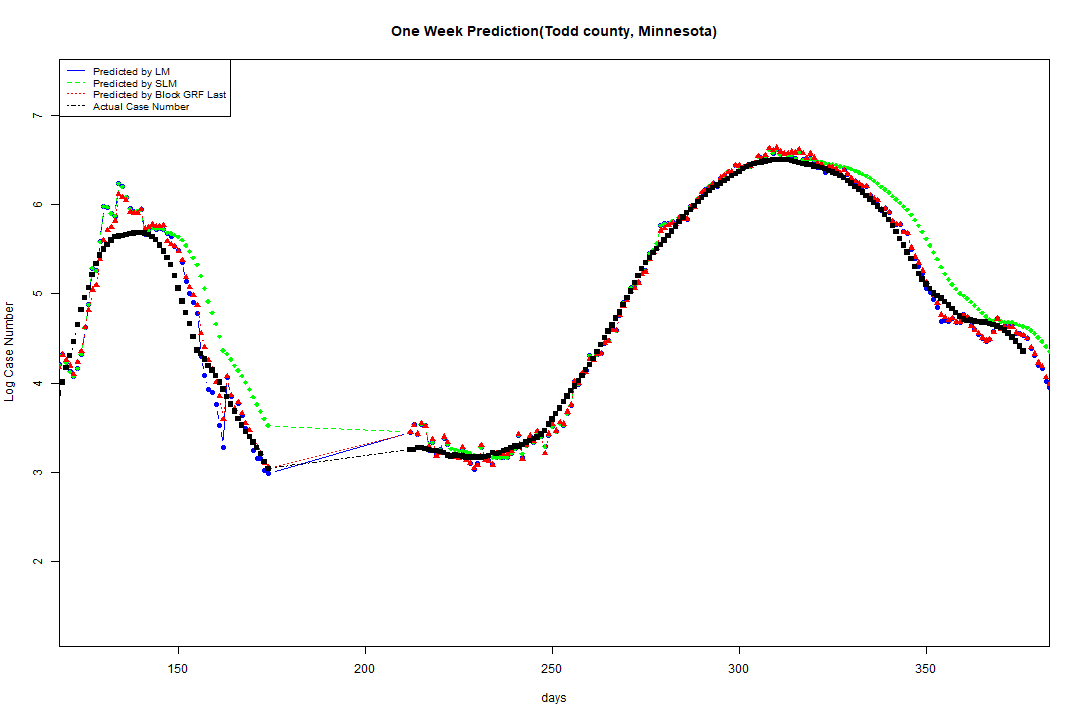 One Week Prediction(Todd county, Minnesota)
Predicted by LM
Predicted by SLM
Predicted by Block GRF Last
Actual Case Number
Log Case Number
7
6
5
4
3
2
150 200 250 300 350
days